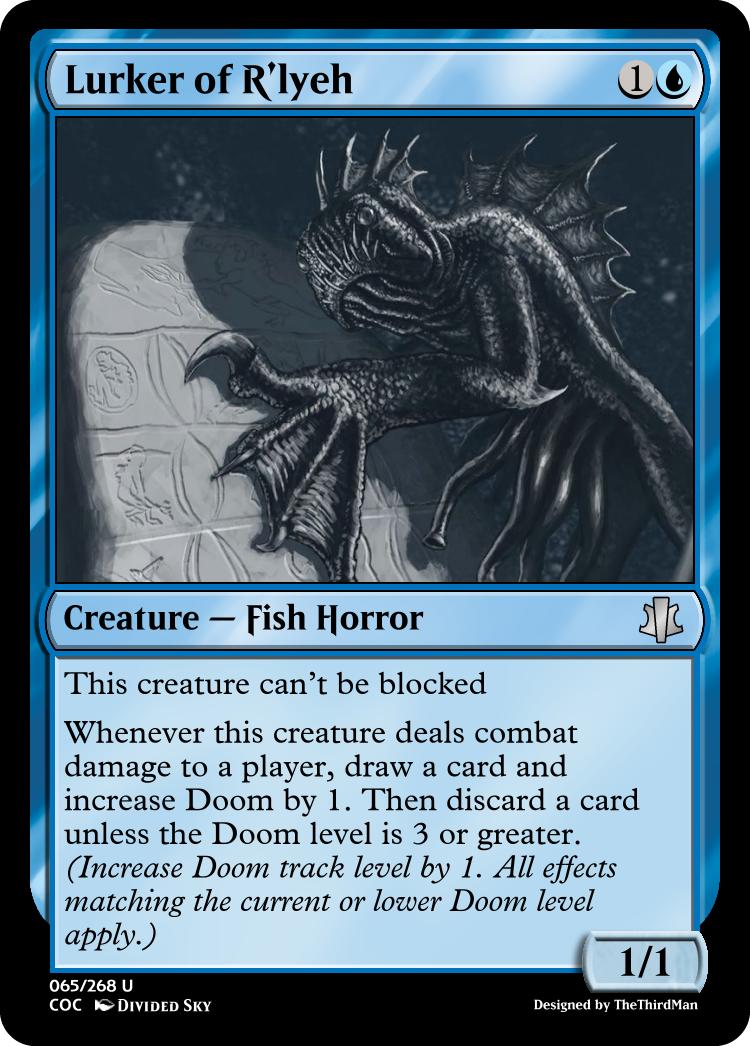 Lurker of R'lyeh 1
Creature — Fish Horror
This creature can't be blocked
Whenever this creature deals combat
damage to a player, draw a card and
increase Doom by 1. Then discard a card
unless the Doom level is 3 or greater.
(Increase Doom track level by 1. All effects
matching the current or lower Doom level
apply.)
1/1
065/268 U
COC Divided Sky
Designed by TheThirdMan